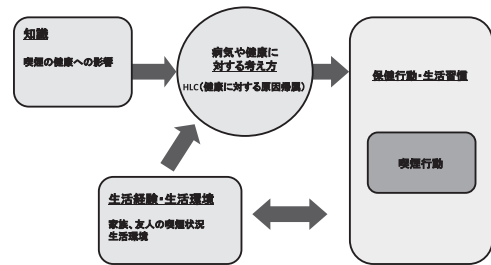 知識
喫煙の健康への影響
病気や健康に
対する考え方
HLC(健康に対する原因帰属)
保健行動・生活習慣
喫煙行動
生活経験・生活環境
家族、友人の喫煙状況
生活環境